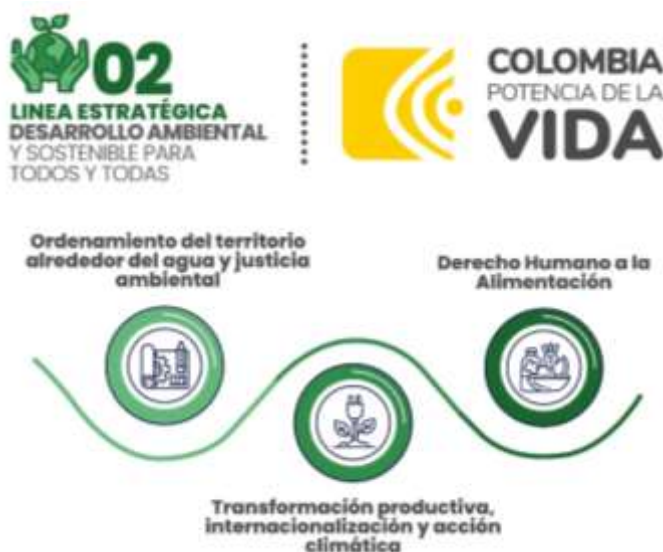 02
LINEA ESTRATÉGICA
DESARROLLO AMBIENTAL
Y SOSTENIBLE PARA
TODOS Y TODAS
COLOMBIA
POTENCIA DE LA
VIDA
Ordenamiento del territorio
alrededor del agua y justicia
ambiental
Derecho Humano a la
Alimentación
Transformación productiva,
internacionalización y acción
climática